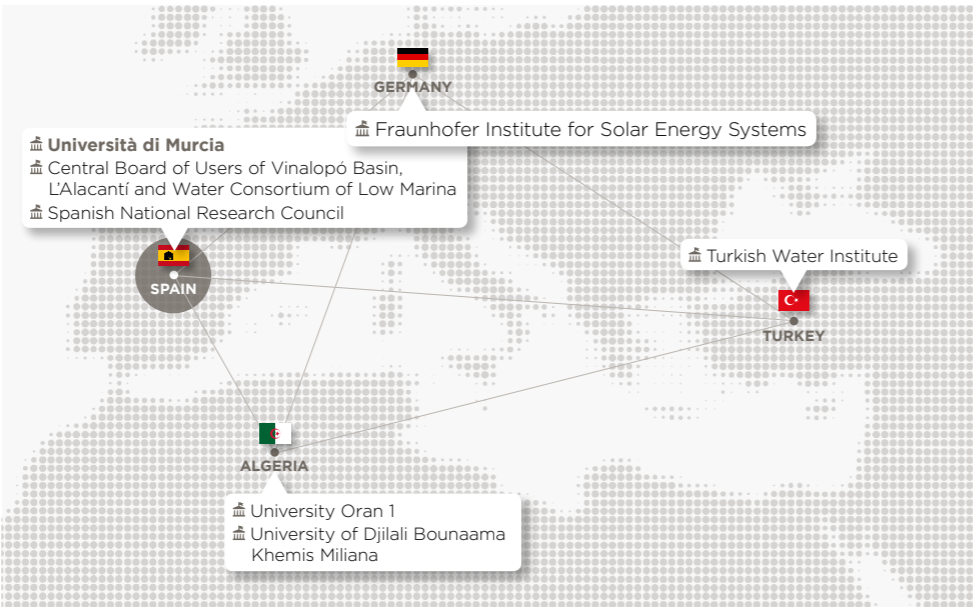 GERMANY
Fraunhofer Institute for Solar Energy Systems
Università di Murcia
Central Board of Users of Vinalopó Basin,
L'Alacantí and Water Consortium of Low Marina
Spanish National Research Council
SPAIN
Turkish Water Institute
TURKEY
ALGERIA
University Oran 1
University of Djilali Bounaama
Khemis Miliana